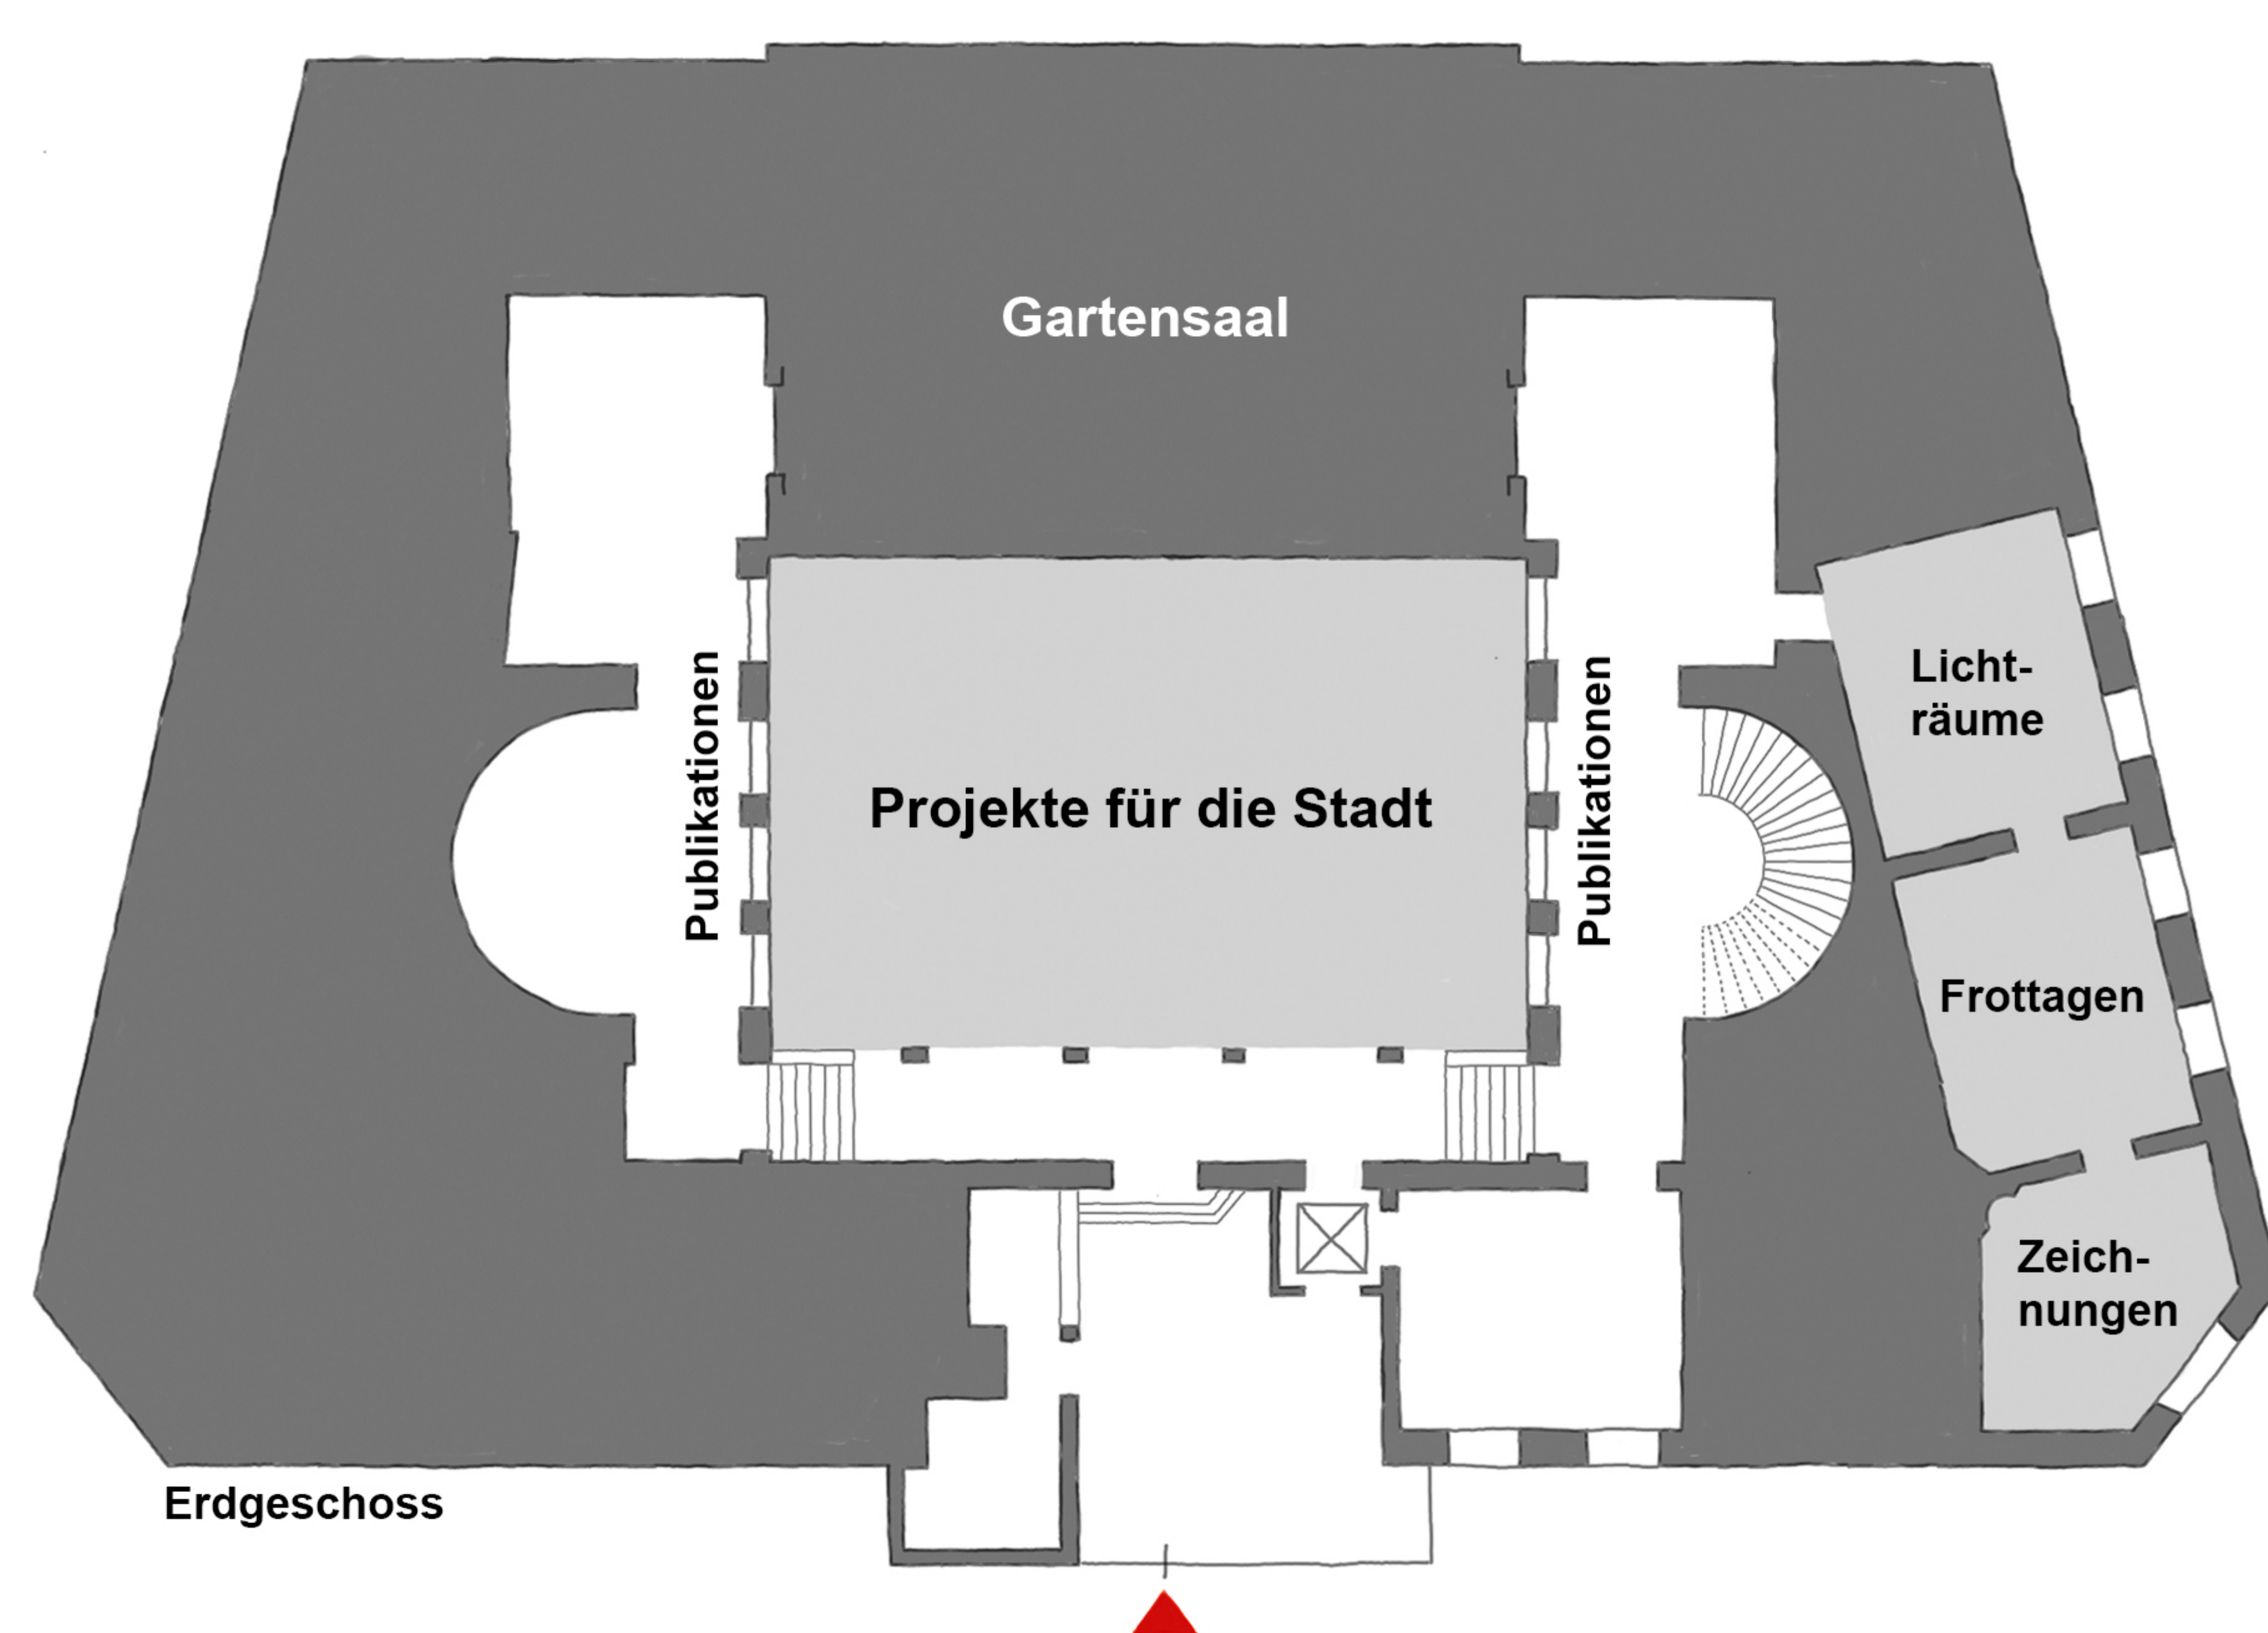 Gartensaal
Publikationen
Projekte für die Stadt
Publikationen
Licht-
räume
Frottagen
Zeich-
nungen
Erdgeschoss